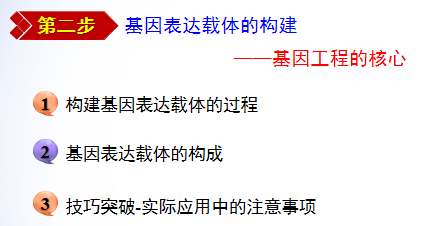 第二步 基因表达载体的构建
——基因工程的核心
1 构建基因表达载体的过程
2 基因表达载体的构成
3 技巧突破-实际应用中的注意事项